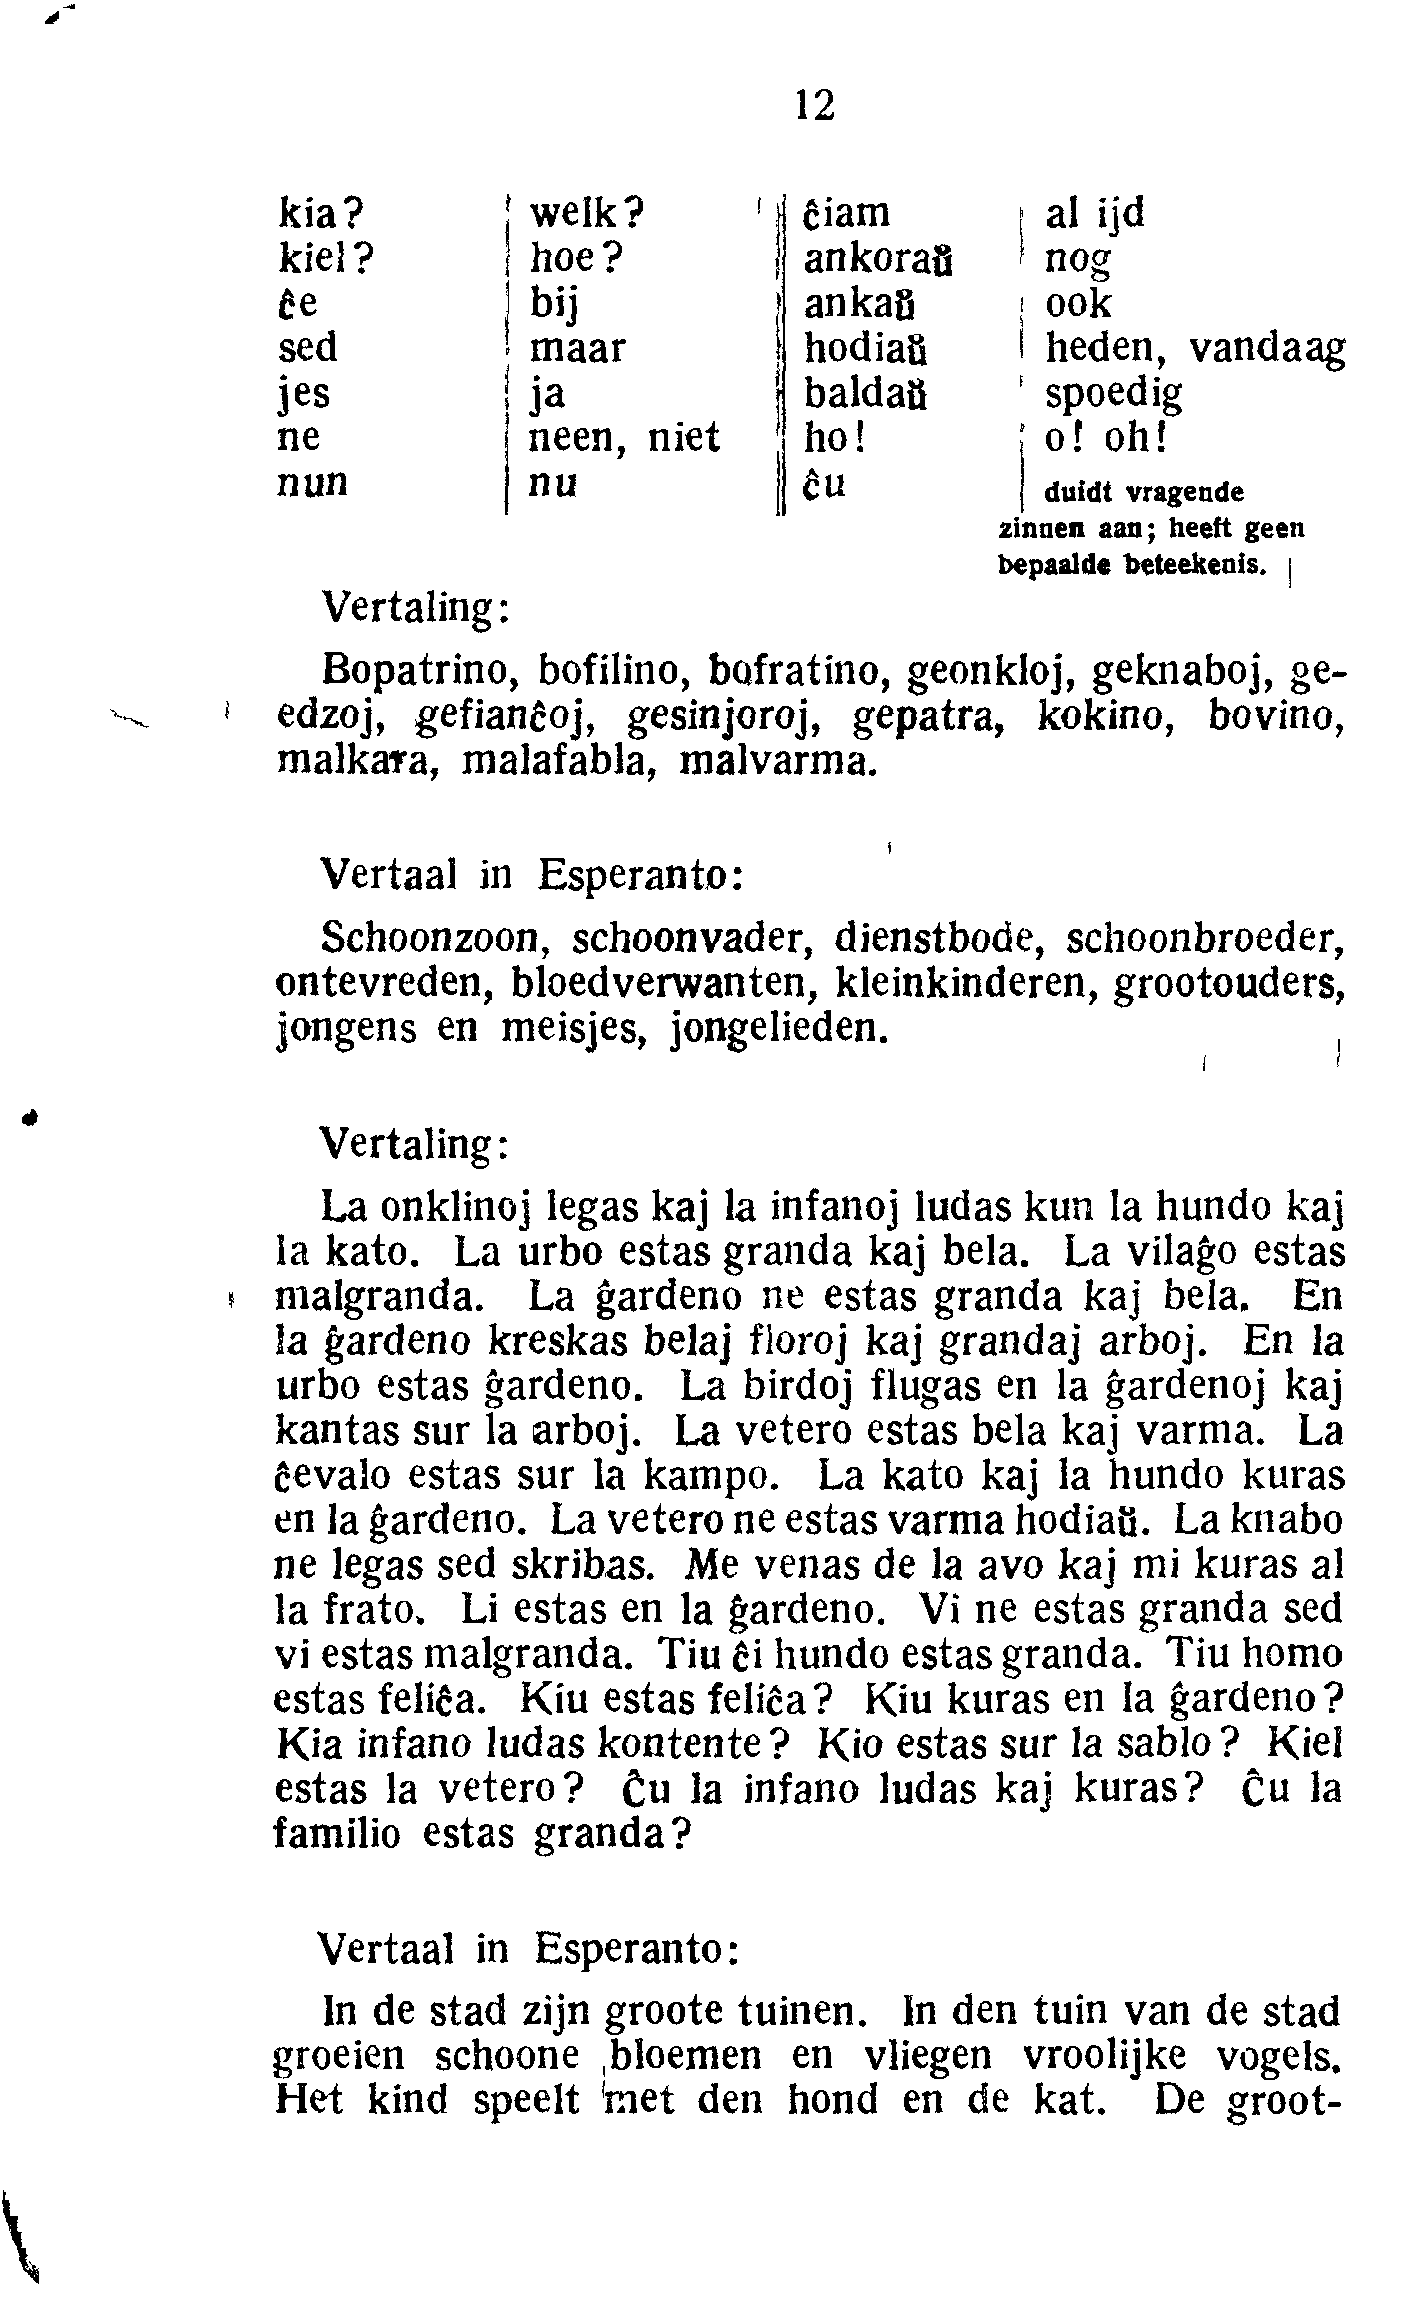 12
kia? welk? ĉiam al ijd
kiel? hoe? ankoraŭ nog
ĉe bij ankaŭ ook
sed maar hodiaŭ heden, vandaag
jes ja baldaŭ spoedig
ne neen, niet ho! o! oh!
nun nu ĉu duidt vragende
zinnen aan; heeft geen
bepaalde beteekenis.
Vertaling:
Bopatrino, bofilino, bofratino, geonkloj, geknaboj, ge-
edzoj, gefianĉoj, gesinjoroj, gepatra, kokino, bovino,
malkara, malafabla, malvarma.
Vertaal in Esperanto:
Schoonzoon, schoonvader, dienstbode, schoonbroeder,
ontevreden, bloedverwanten, kleinkinderen, grootouders,
jongens en meisjes, jongelieden.
Vertaling:
La onklinoj legas kaj la infanoj ludas kun la hundo kaj
la kato. La urbo estas granda kaj bela. La vilaĝo estas
malgranda. La ĝardeno ne estas granda kaj bela. En
la ĝardeno kreskas belaj floroj kaj grandaj arboj. En la
urbo estas ĝardeno. La birdoj flugas en la ĝardenoj kaj
kantas sur la arboj. La vetero estas bela kaj varma. La
ĉevalo estas sur la kampo. La kato kaj la hundo kuras
en la ĝardeno. La vetero ne estas varma hodiaŭ. La knabo
ne legas sed skribas. Me venas de la avo kaj mi kuras al
la frato. Li estas en la ĝardeno. Vi ne estas granda sed
vi estas malgranda. Tiu ĉi hundo estas granda. Tiu homo
estas feliĉa. Kiu estas feliĉa? Kiu kuras en la ĝardeno?
Kia infano ludas kontente? Kio estas sur la sablo? Kiel
estas la vetero? Ĉu la infano ludas kaj kuras? Ĉu la
familio estas granda?
Vertaal in Esperanto:
In de stad zijn groote tuinen. In den tuin van de stad
groeien schoone bloemen en vliegen vroolijke vogels.
Het kind speelt met den hond en de kat. De groot-